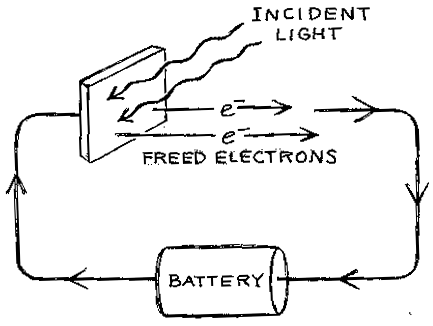 INCIDENT
LIGHT
e⁻
e⁻
FREED ELECTRONS
BATTERY